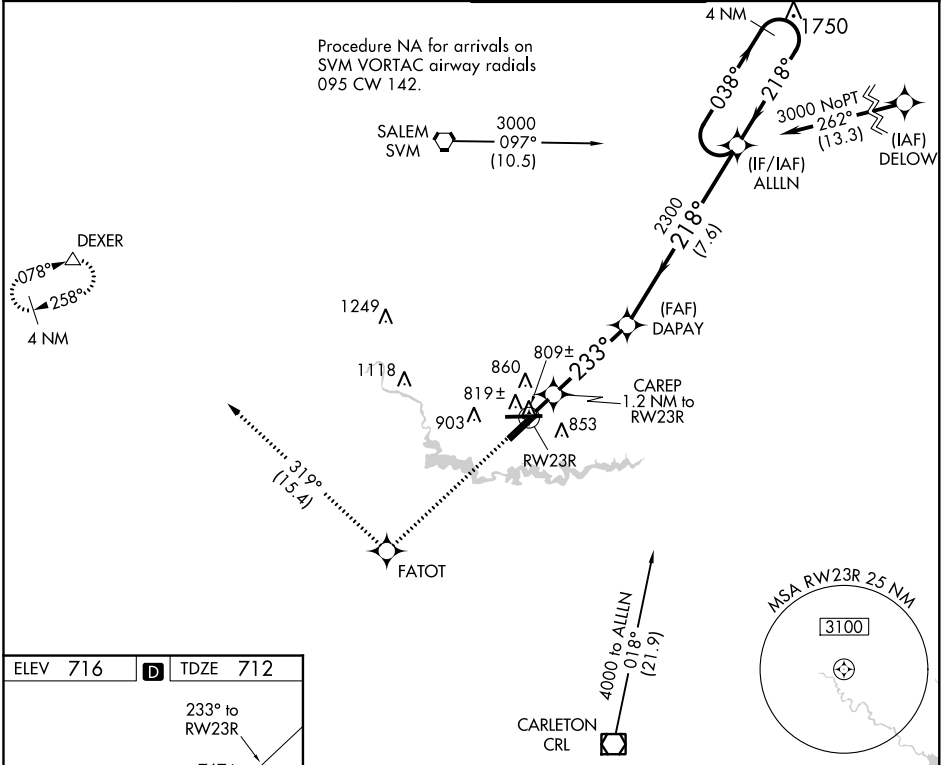 4 NM
1750
Procedure NA for arrivals on
SVM VORTAC airway radials
095 CW 142.
038°
218°
3000 NoPT
262°
(13.3)
(IAF)
DELOW
SALEM
SVM
3000
097°
(10.5)
(IF/IAF)
ALLLN
2300
218°
(7.6)
DEXER
078°
258°
4 NM
(FAF)
DAPAY
1249
233°
809±
860
1118
819±
CAREP
1.2 NM to
RW23R
903
853
RW23R
319°
(15.4)
FATOT
MSA RW23R 25 NM
3100
4000 to ALLLN
018°
(21.9)
CARLETON
CRL
ELEV 716 D TDZE 712
233° to
RW23R